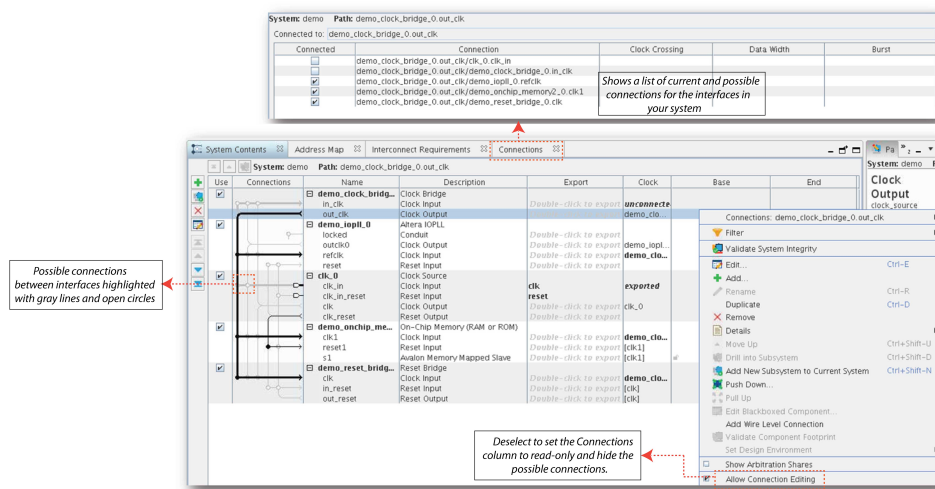 System: demo Path: demo_clock_bridge_0.out_clk
Connected to: demo_clock_bridge_0.out_clk
Connected Connection Clock Crossing Data Width Burst
demo_clock_bridge_0.out_clk/clk_0.clk_in
demo_clock_bridge_0.out_clk/demo_clock_bridge_0.in_clk
demo_clock_bridge_0.out_clk/demo_iopll_0.refclk
demo_clock_bridge_0.out_clk/demo_onchip_memory2_0.clk1
demo_clock_bridge_0.out_clk/demo_reset_bridge_0.clk
Shows a list of current and possible
connections for the interfaces in
your system
System Contents Address Map Interconnect Requirements Connections
System: demo Path: demo_clock_bridge_0.out_clk
Use Connections Name Description Export Clock Base End
demo_clock_bridg... Clock Bridge
in_clk Clock Input Double-click to export unconnecte
out_clk Clock Output demo_clo...
demo_iopll_0 Altera IOPLL
locked Conduit Double-click to export
outclk0 Clock Output Double-click to export demo_iopl...
refclk Clock Input Double-click to export demo_clo...
reset Reset Input Double-click to export
clk_0 Clock Source
clk_in Clock Input clk exported
clk_in_reset Reset Input reset
clk Clock Output Double-click to export clk_0
clk_reset Reset Output Double-click to export
demo_onchip_me... On-Chip Memory (RAM or ROM)
clk1 Clock Input Double-click to export demo_clo...
reset1 Reset Input Double-click to export [clk1]
s1 Avalon Memory Mapped Slave Double-click to export [clk1]
demo_reset_bridg... Reset Bridge
clk Clock Input Double-click to export demo_clo...
in_reset Reset Input Double-click to export [clk]
out_reset Reset Output Double-click to export [clk]
Pa
System: demo
Clock
Output
clock_source
Possible connections
between interfaces highlighted
with gray lines and open circles
Connections: demo_clock_bridge_0.out_clk
Filter
Validate System Integrity
Edit... Ctrl-E
Add...
Rename Ctrl-R
Duplicate Ctrl-D
Remove
Details
Move Up Ctrl+Shift-U
Drill into Subsystem Ctrl+Shift-D
Add New Subsystem to Current System Ctrl+Shift-N
Push Down...
Pull Up
Edit Blackboxed Component...
Add Wire Level Connection
Validate Component Footprint
Set Design Environment
Show Arbitration Shares
Allow Connection Editing
Deselect to set the Connections
column to read-only and hide the
possible connections.